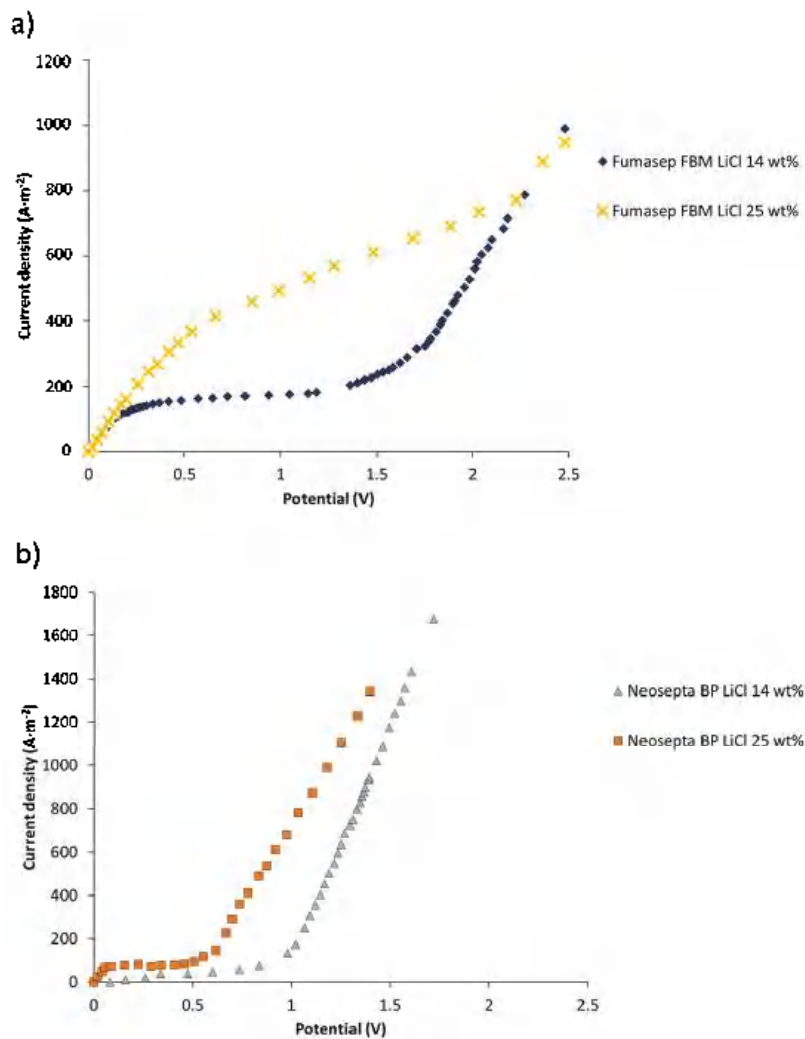 a)
1200
1000
800
600
400
200
0
Current density (A·m⁻²)
0 0.5 1 1.5 2 2.5
Potential (V)
Fumasep FBM LiCl 14 wt%
Fumasep FBM LiCl 25 wt%
b)
1800
1600
1400
1200
1000
800
600
400
200
0
Current density (A·m⁻²)
0 0.5 1 1.5 2 2.5
Potential (V)
Neosepta BP LiCl 14 wt%
Neosepta BP LiCl 25 wt%